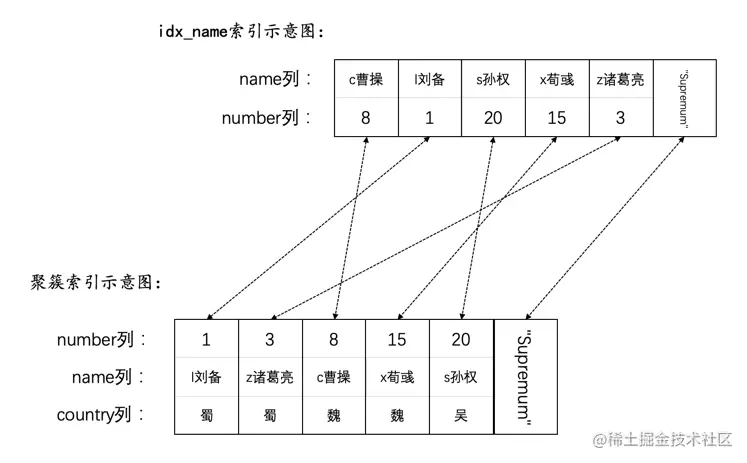 idx_name索引示意图：
name列： c曹操 l刘备 s孙权 x荀彧 z诸葛亮 "Supremum"
number列： 8 1 20 15 3
聚簇索引示意图：
number列： 1 3 8 15 20 "Supremum"
name列： l刘备 z诸葛亮 c曹操 x荀彧 s孙权
country列： 蜀 蜀 魏 魏 吴
@稀土掘金技术社区